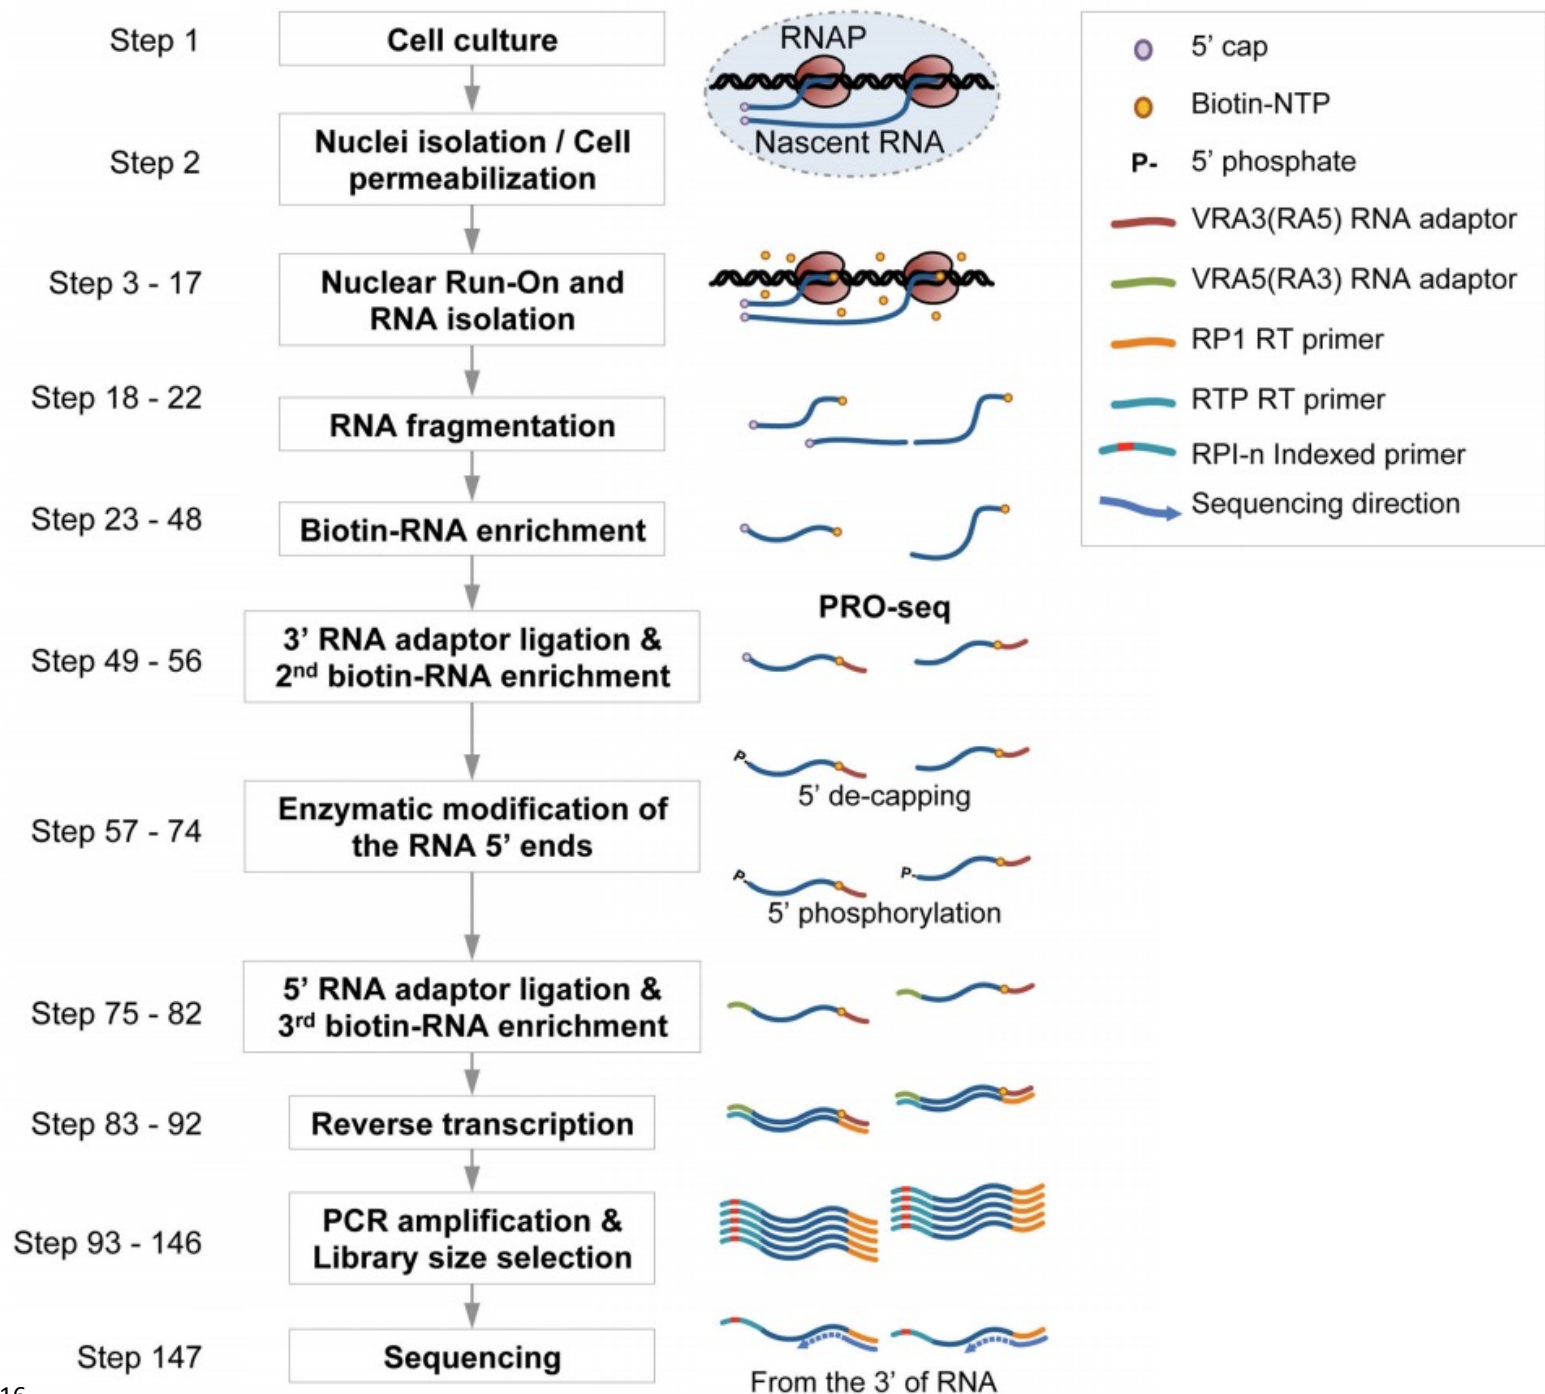 Step 1
Cell culture
RNAP
Nascent RNA
Step 2
Nuclei isolation / Cell
permeabilization
Step 3 - 17
Nuclear Run-On and
RNA isolation
Step 18 - 22
RNA fragmentation
Step 23 - 48
Biotin-RNA enrichment
PRO-seq
Step 49 - 56
3’ RNA adaptor ligation &
2nd biotin-RNA enrichment
Step 57 - 74
Enzymatic modification of
the RNA 5’ ends
P-
5’ de-capping
P-
P-
5’ phosphorylation
Step 75 - 82
5’ RNA adaptor ligation &
3rd biotin-RNA enrichment
Step 83 - 92
Reverse transcription
Step 93 - 146
PCR amplification &
Library size selection
Step 147
Sequencing
From the 3’ of RNA
5’ cap
Biotin-NTP
P- 5’ phosphate
VRA3(RA5) RNA adaptor
VRA5(RA3) RNA adaptor
RP1 RT primer
RTP RT primer
RPI-n Indexed primer
Sequencing direction